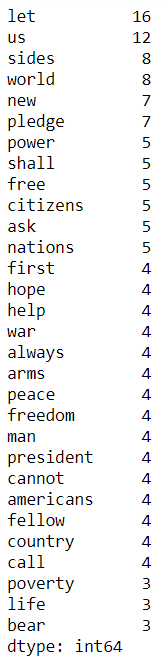 let 16
us 12
sides 8
world 8
new 7
pledge 7
power 5
shall 5
free 5
citizens 5
ask 5
nations 5
first 4
hope 4
help 4
war 4
always 4
arms 4
peace 4
freedom 4
man 4
president 4
cannot 4
americans 4
fellow 4
country 4
call 4
poverty 3
life 3
bear 3
dtype: int64